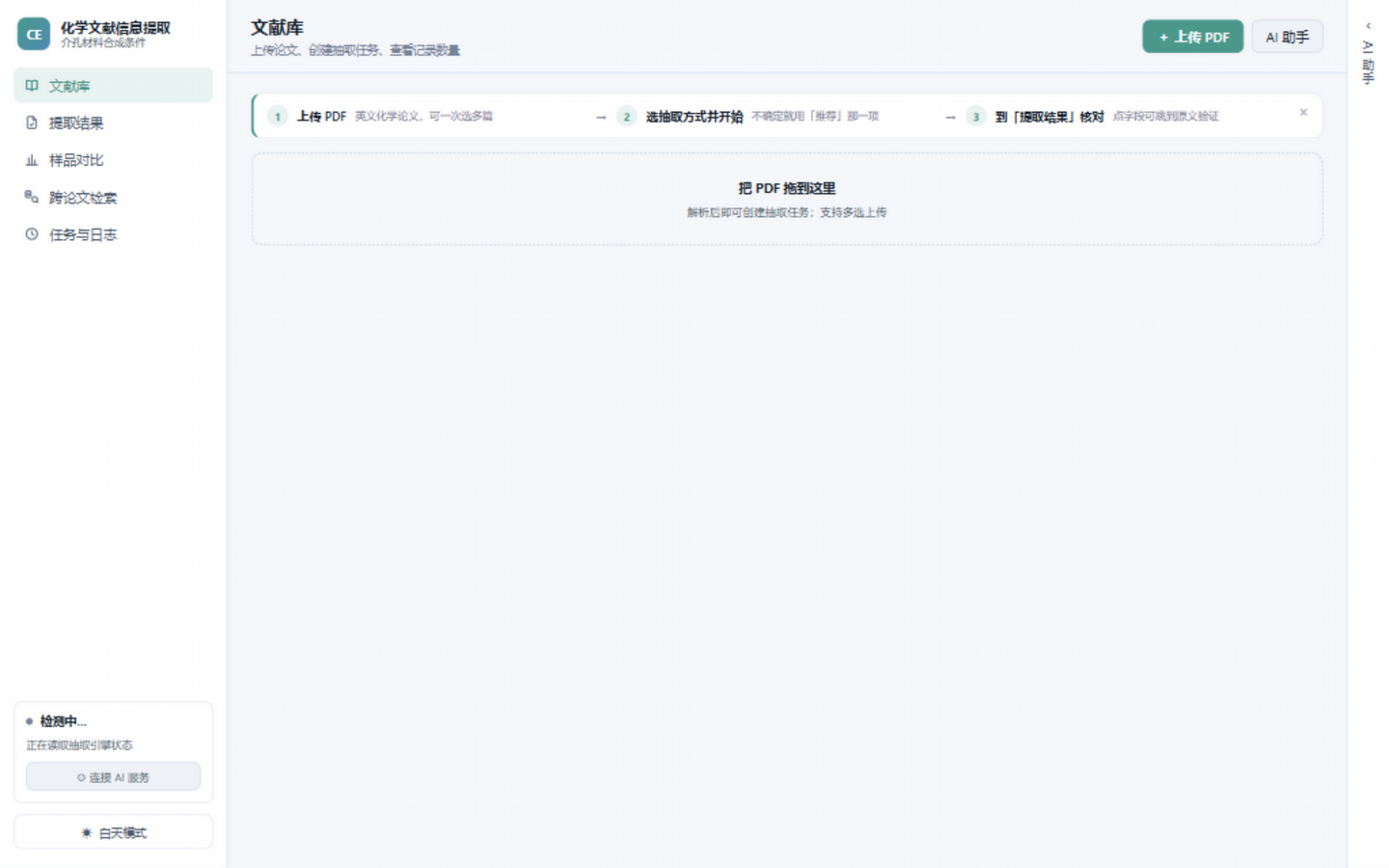 CE
化学文献信息提取
介孔材料合成条件
文献库
提取结果
样品对比
跨论文检索
任务与日志
检测中...
正在读取抽取引擎状态
连接 AI 服务
白天模式
文献库
上传论文、创建抽取任务、查看记录数量
+ 上传 PDF
AI 助手
1 上传 PDF 英文化学论文，可一次选多篇 → 2 选抽取方式并开始 不确定就用「推荐」那一项 → 3 到「提取结果」核对 点字段可跳到原文验证 ×
把 PDF 拖到这里
解析后即可创建抽取任务；支持多选上传
‹ AI 助手